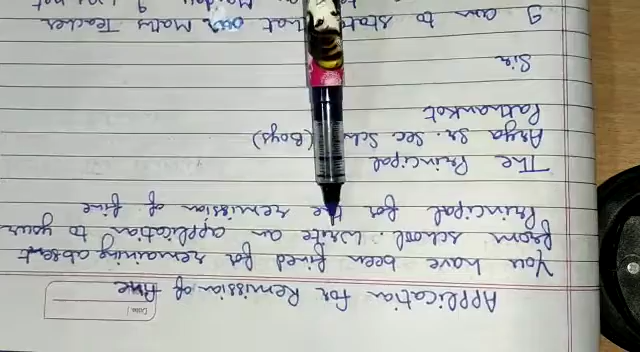 Application for Remission of fine
Date:
You have been fined for remaining absent
from school. Write an application to your
Principal for the remission of fine
The Principal
Arya Sr. Sec. Sch (Boys)
Pathankot
Sir
I am to state that our Maths Teacher